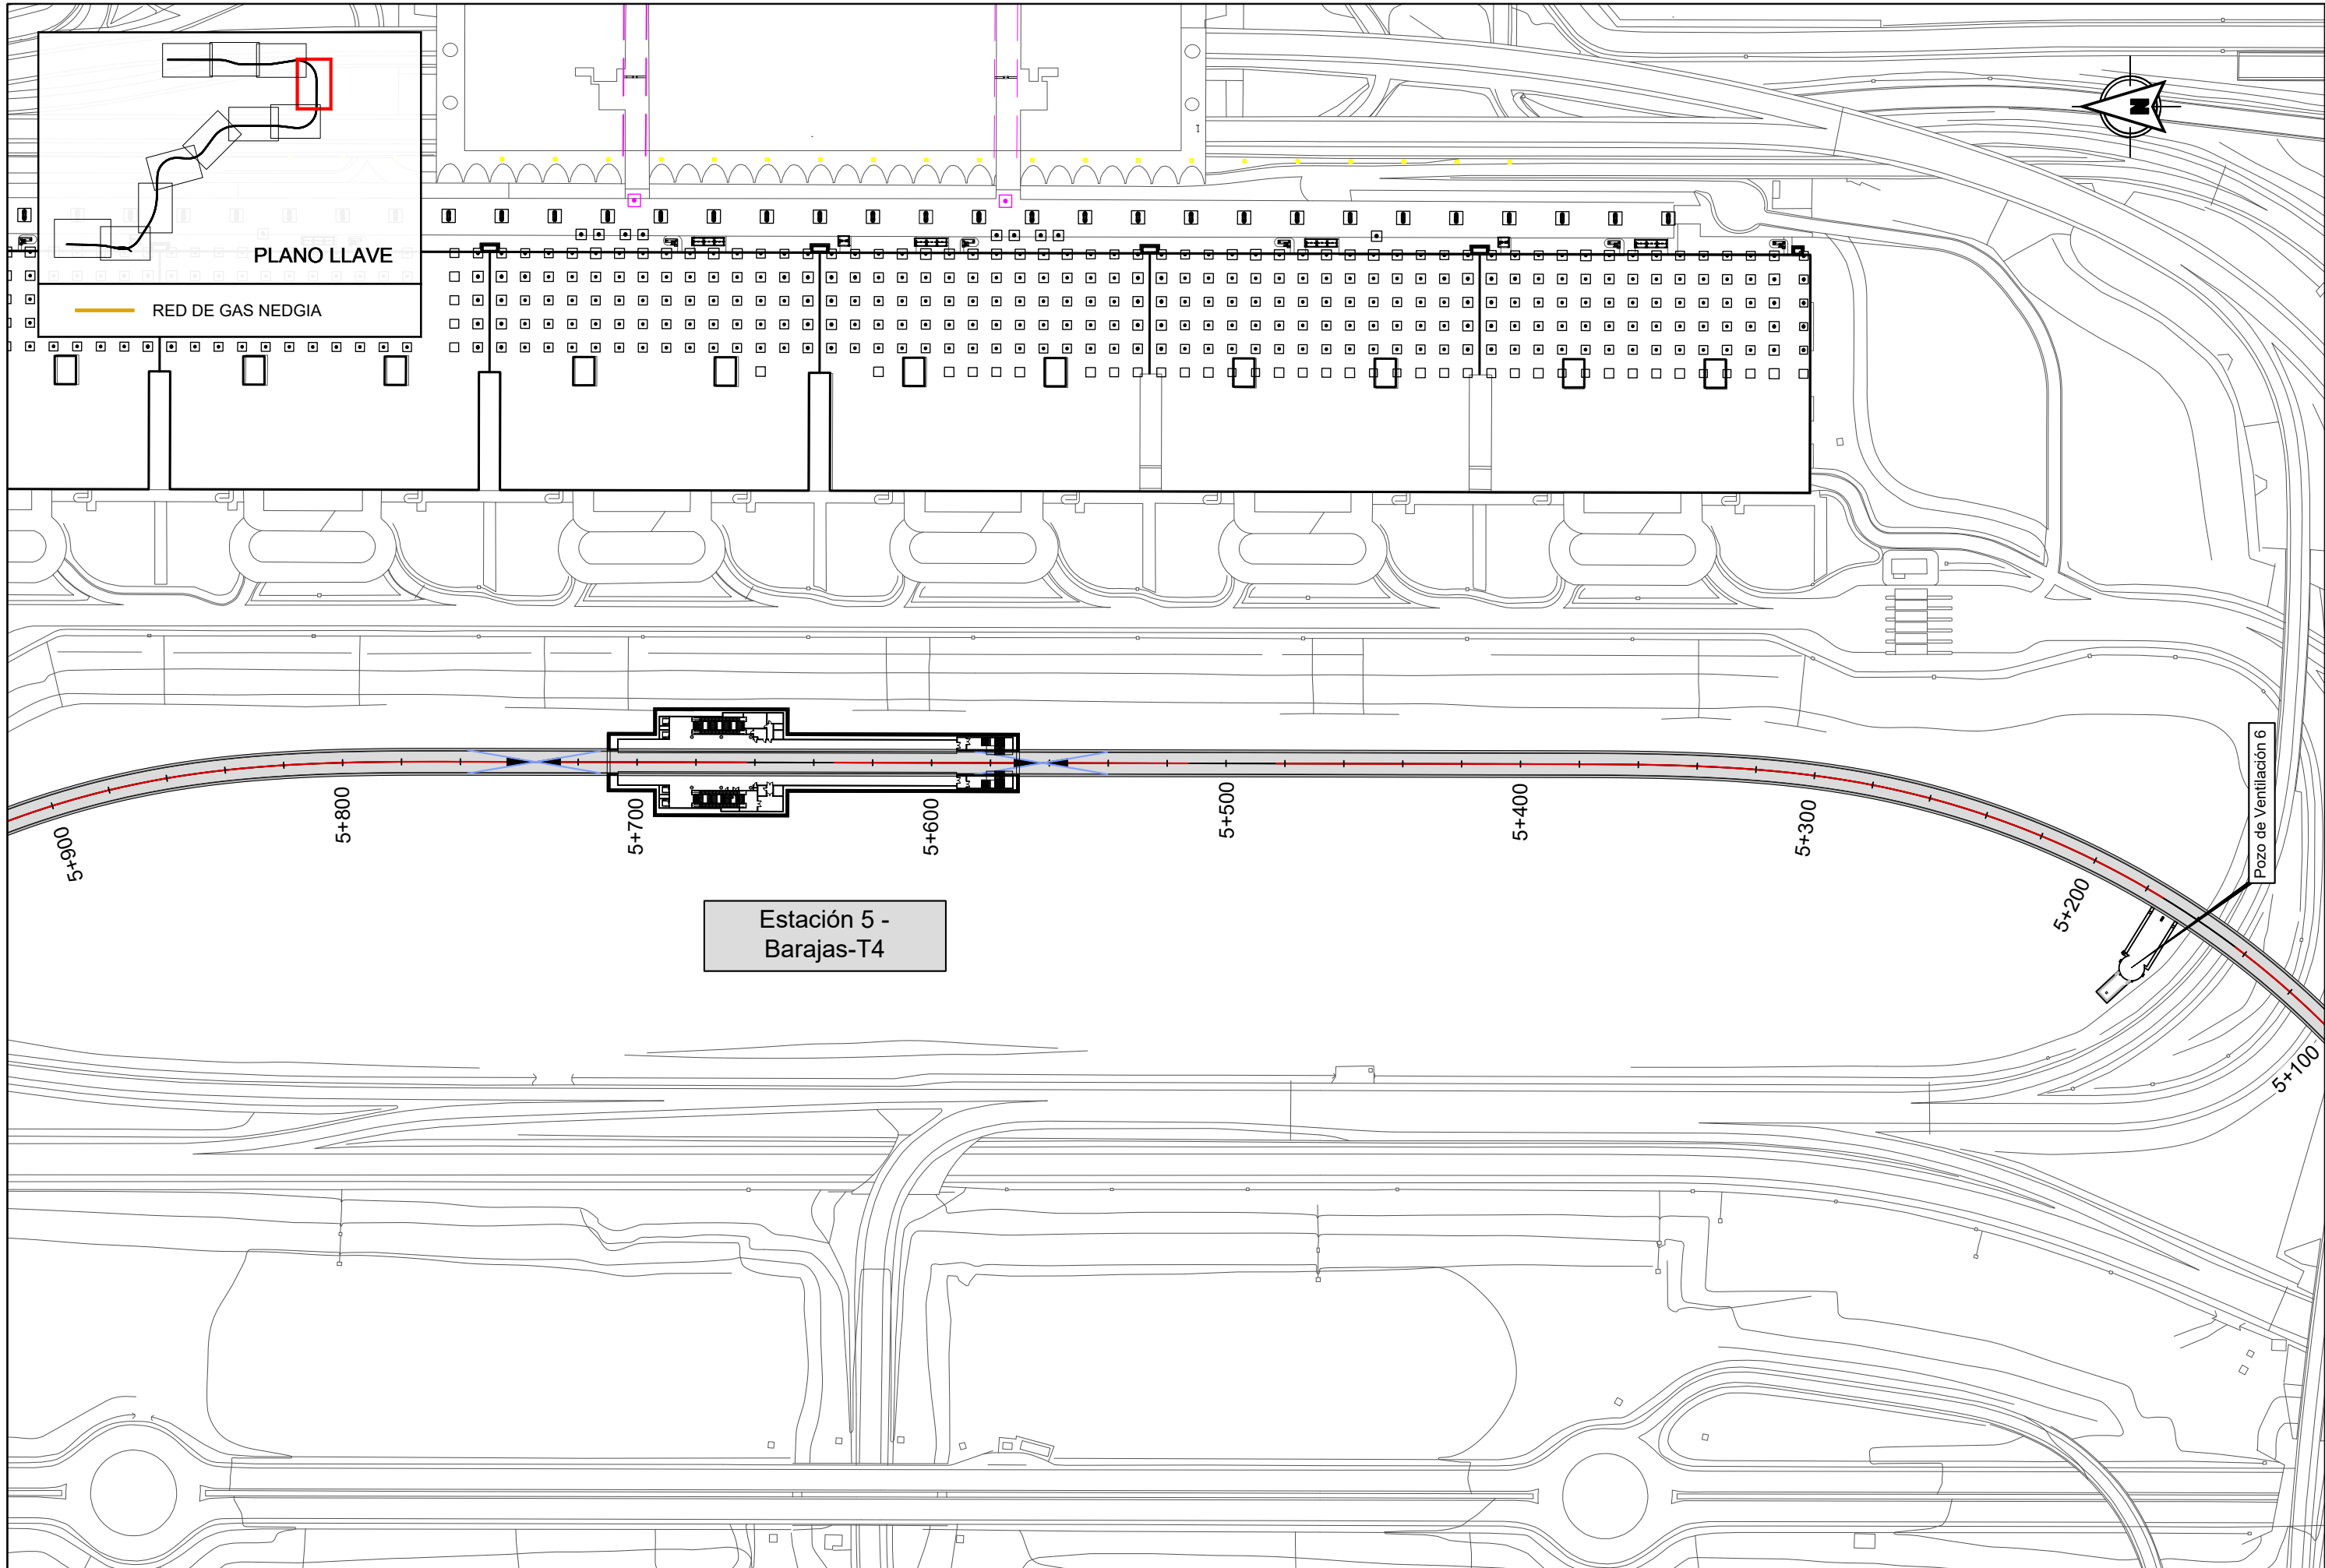 PLANO LLAVE
RED DE GAS NEDGIA
N
Pozo de Ventilación 6
5+900
5+800
5+700
5+600
5+500
5+400
5+300
5+200
5+100
Estación 5 -
Barajas-T4